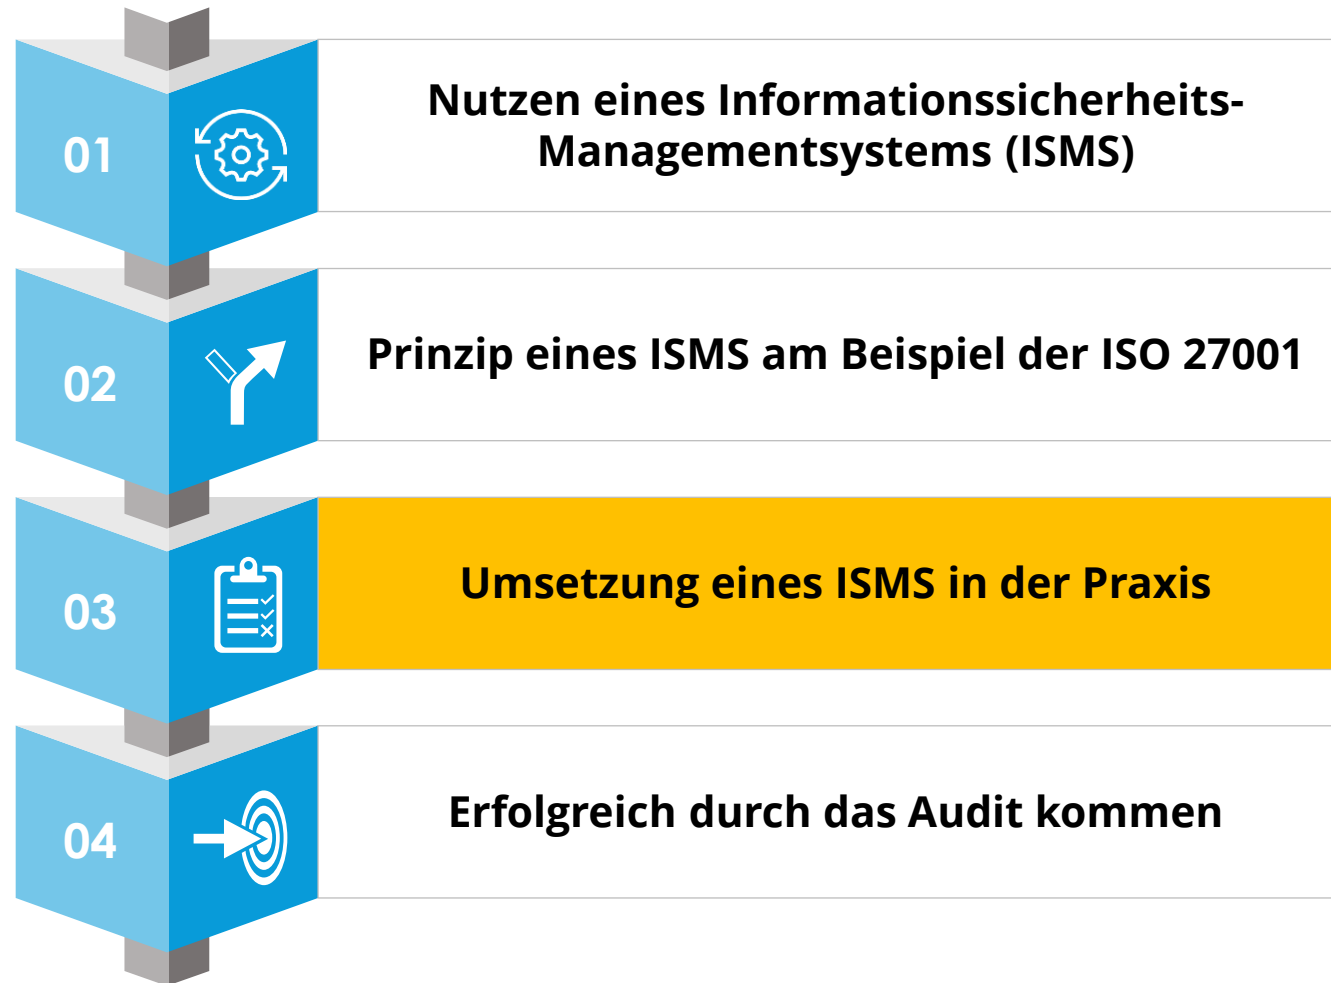 01
Nutzen eines Informationssicherheits-
Managementsystems (ISMS)
02
Prinzip eines ISMS am Beispiel der ISO 27001
03
Umsetzung eines ISMS in der Praxis
04
Erfolgreich durch das Audit kommen